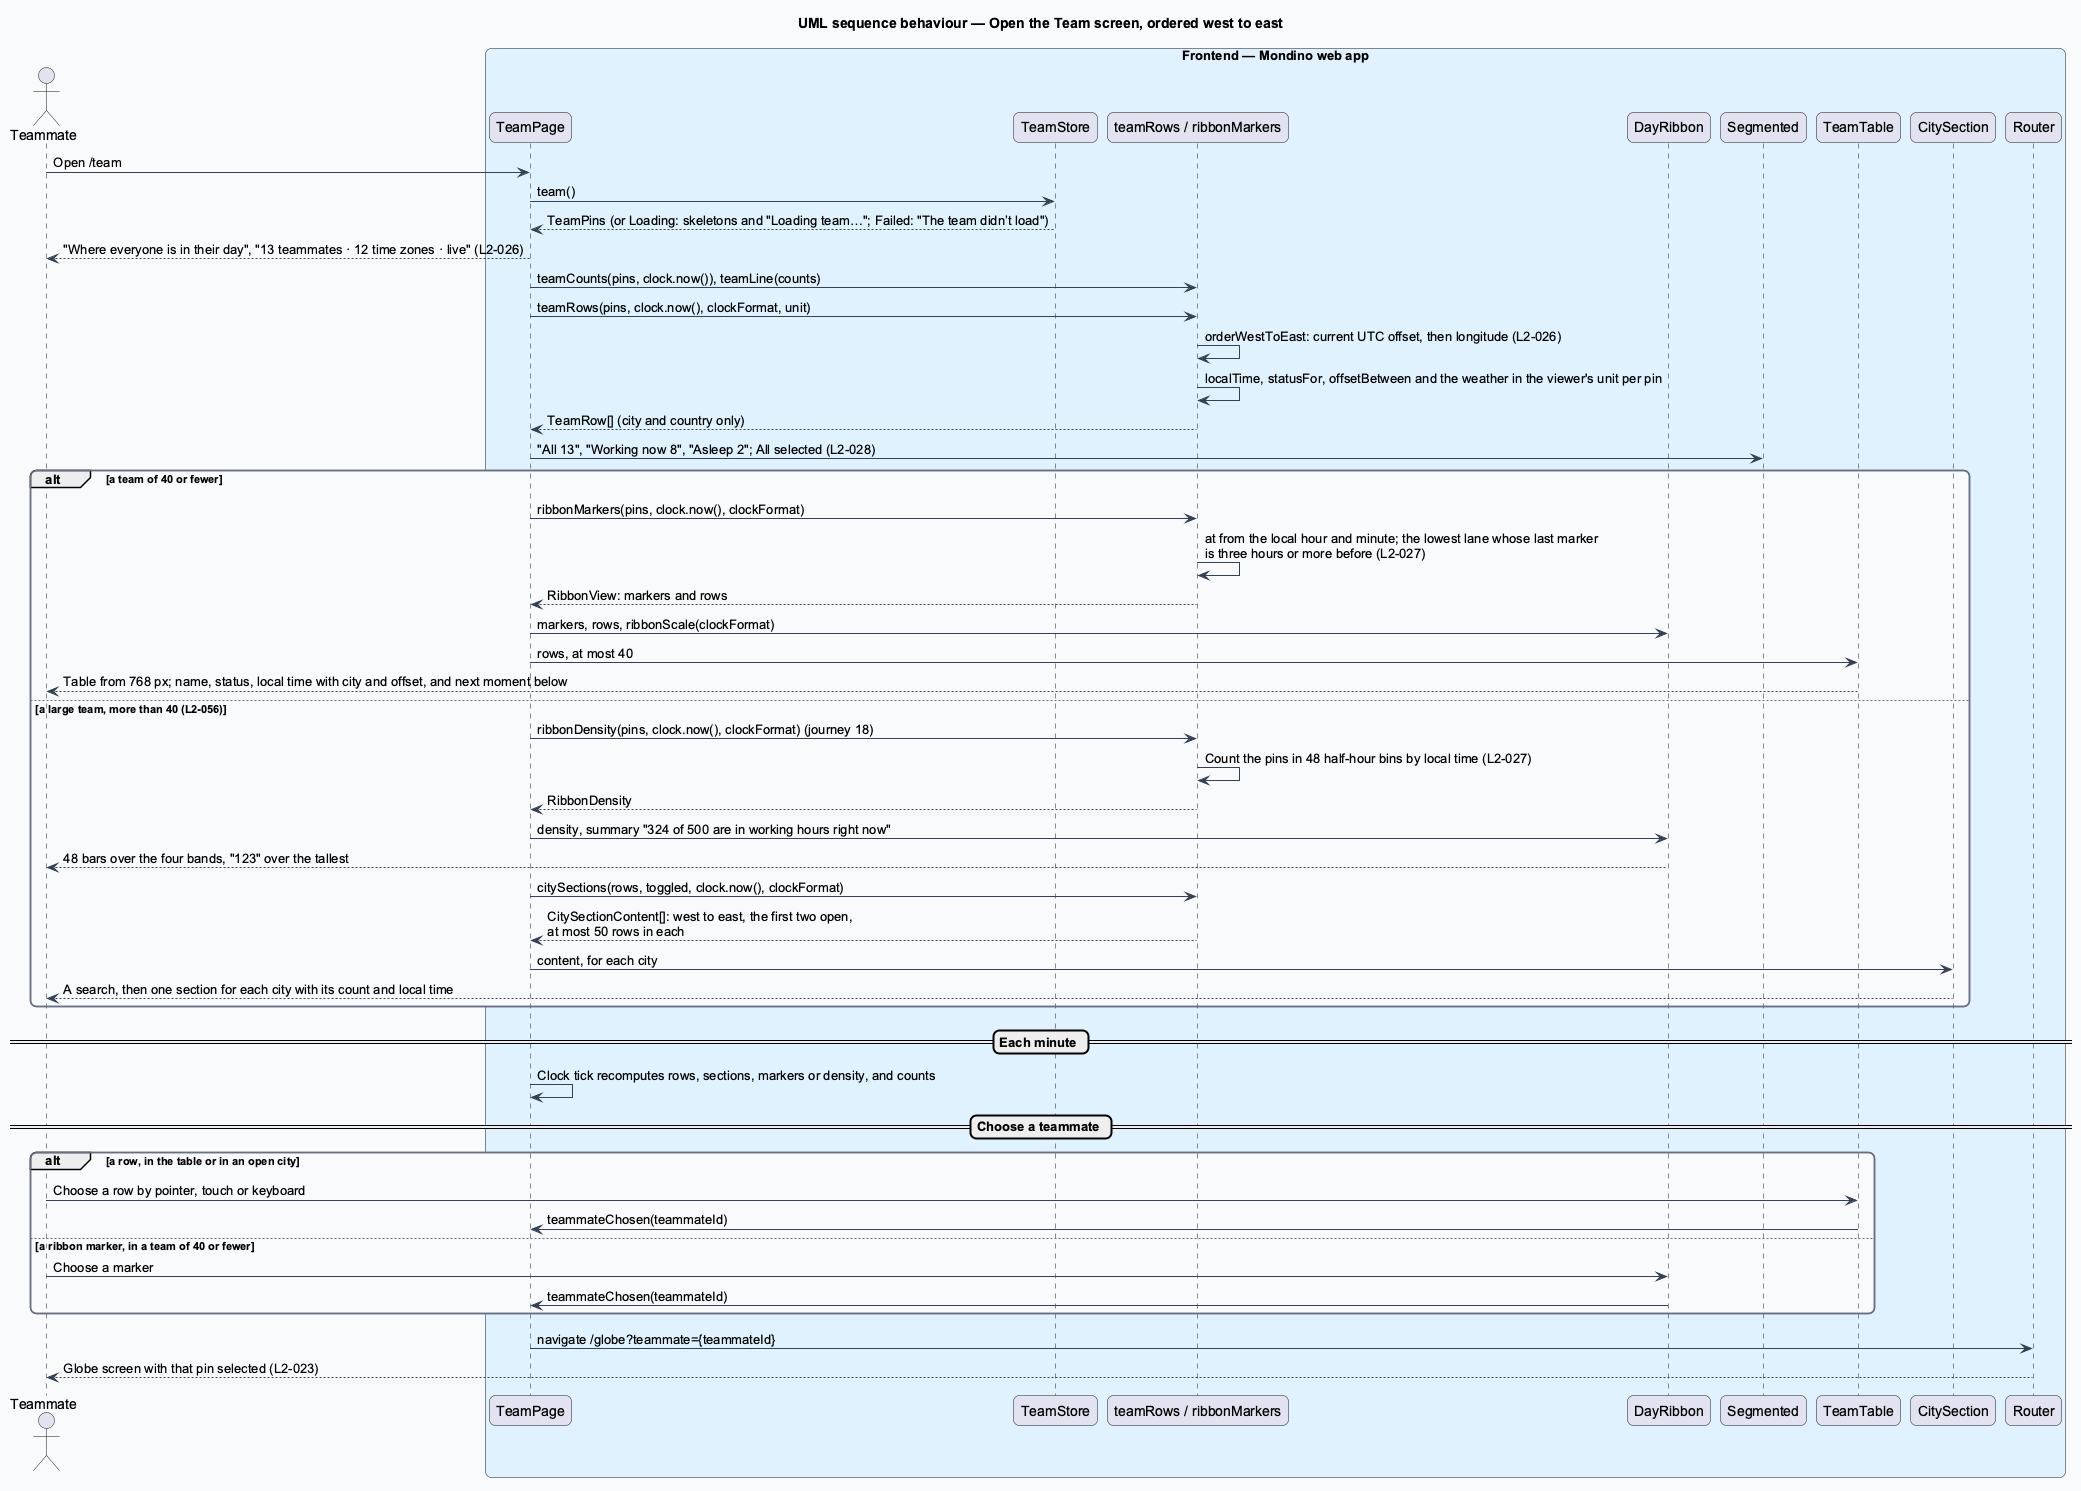 UML sequence behaviour — Open the Team screen, ordered west to east
Frontend — Mondino web app
Teammate
TeamPage
TeamStore
teamRows / ribbonMarkers
DayRibbon
Segmented
TeamTable
CitySection
Router
Open /team
team()
TeamPins (or Loading: skeletons and "Loading team…"; Failed: "The team didn't load")
"Where everyone is in their day", "13 teammates · 12 time zones · live" (L2-026)
teamCounts(pins, clock.now()), teamLine(counts)
teamRows(pins, clock.now(), clockFormat, unit)
orderWestToEast: current UTC offset, then longitude (L2-026)
localTime, statusFor, offsetBetween and the weather in the viewer's unit per pin
TeamRow[] (city and country only)
"All 13", "Working now 8", "Asleep 2"; All selected (L2-028)
alt
[a team of 40 or fewer]
ribbonMarkers(pins, clock.now(), clockFormat)
at from the local hour and minute; the lowest lane whose last marker
is three hours or more before (L2-027)
RibbonView: markers and rows
markers, rows, ribbonScale(clockFormat)
rows, at most 40
Table from 768 px; name, status, local time with city and offset, and next moment below
[a large team, more than 40 (L2-056)]
ribbonDensity(pins, clock.now(), clockFormat) (journey 18)
Count the pins in 48 half-hour bins by local time (L2-027)
RibbonDensity
density, summary "324 of 500 are in working hours right now"
48 bars over the four bands, "123" over the tallest
citySections(rows, toggled, clock.now(), clockFormat)
CitySectionContent[]: west to east, the first two open,
at most 50 rows in each
content, for each city
A search, then one section for each city with its count and local time
Each minute
Clock tick recomputes rows, sections, markers or density, and counts
Choose a teammate
alt
[a row, in the table or in an open city]
Choose a row by pointer, touch or keyboard
teammateChosen(teammateId)
[a ribbon marker, in a team of 40 or fewer]
Choose a marker
teammateChosen(teammateId)
navigate /globe?teammate={teammateId}
Globe screen with that pin selected (L2-023)
Teammate
TeamPage
TeamStore
teamRows / ribbonMarkers
DayRibbon
Segmented
TeamTable
CitySection
Router